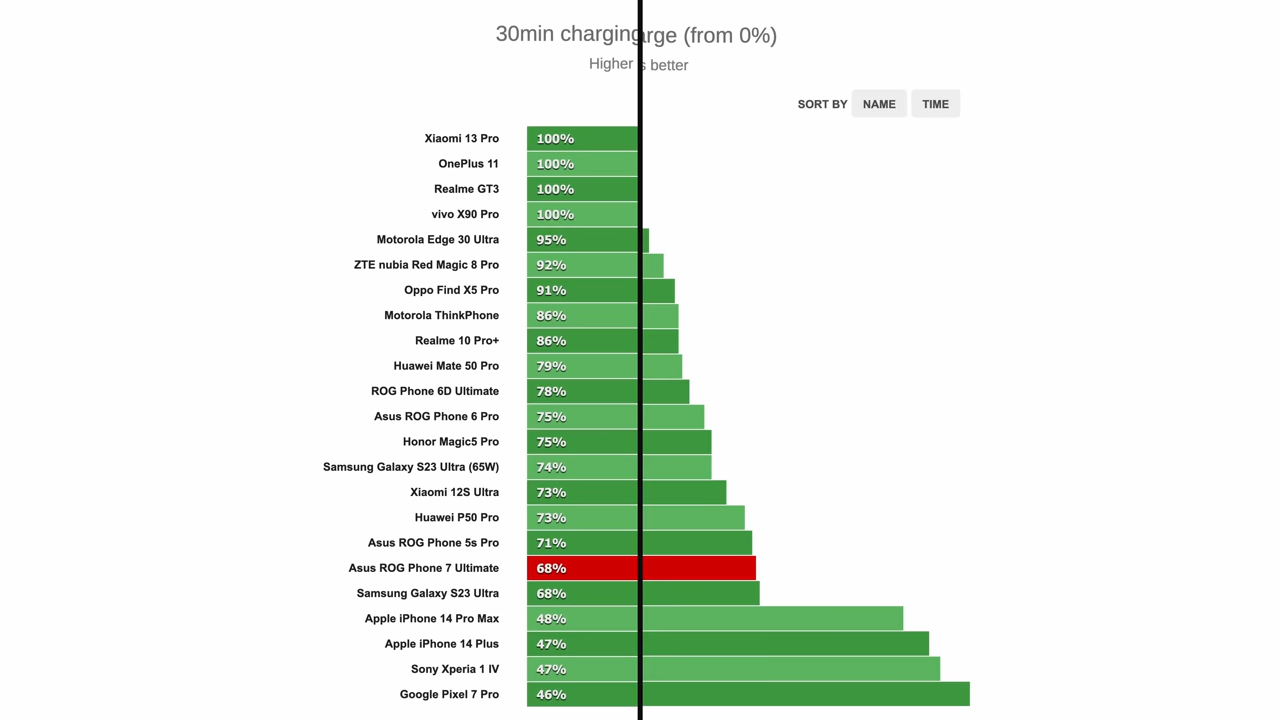 30min charging arge (from 0%)
Higher s better
SORT BY NAME TIME
Xiaomi 13 Pro 100%
OnePlus 11 100%
Realme GT3 100%
vivo X90 Pro 100%
Motorola Edge 30 Ultra 95%
ZTE nubia Red Magic 8 Pro 92%
Oppo Find X5 Pro 91%
Motorola ThinkPhone 86%
Realme 10 Pro+ 86%
Huawei Mate 50 Pro 79%
ROG Phone 6D Ultimate 78%
Asus ROG Phone 6 Pro 75%
Honor Magic5 Pro 75%
Samsung Galaxy S23 Ultra (65W) 74%
Xiaomi 12S Ultra 73%
Huawei P50 Pro 73%
Asus ROG Phone 5s Pro 71%
Asus ROG Phone 7 Ultimate 68%
Samsung Galaxy S23 Ultra 68%
Apple iPhone 14 Pro Max 48%
Apple iPhone 14 Plus 47%
Sony Xperia 1 IV 47%
Google Pixel 7 Pro 46%